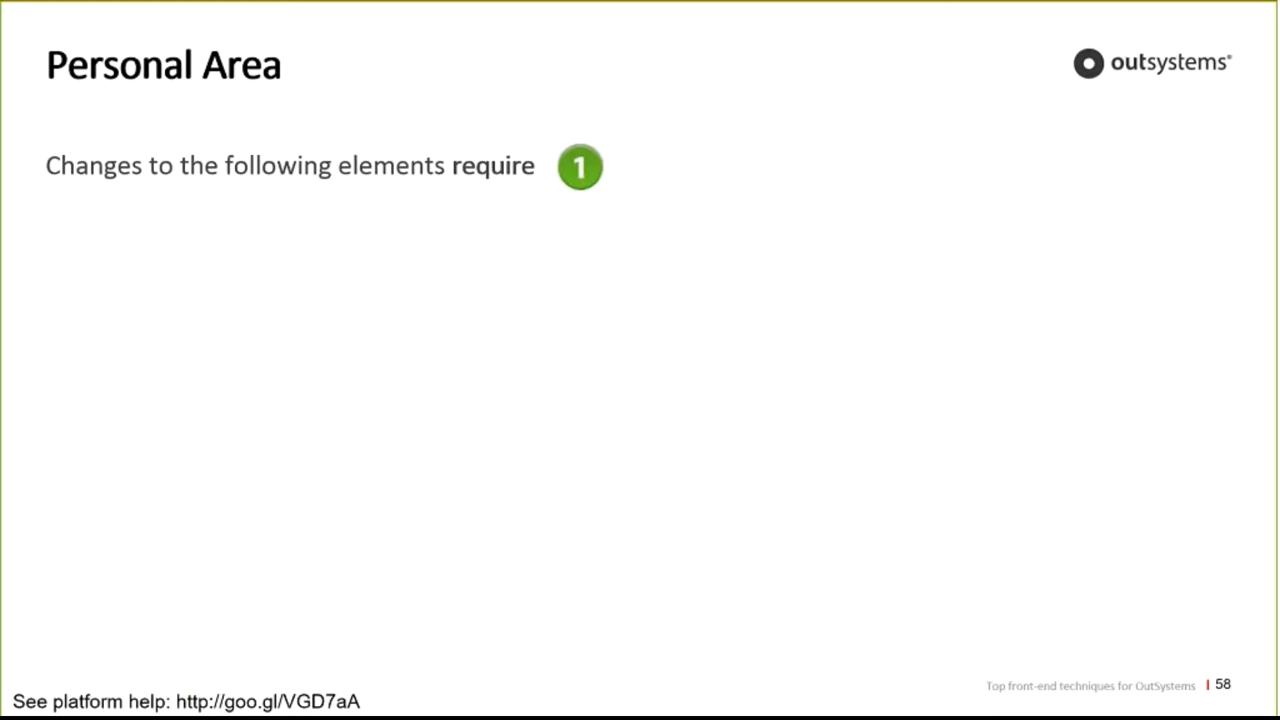 Personal Area
outsystems®
Changes to the following elements require 1
Top front-end techniques for OutSystems | 58
See platform help: http://goo.gl/VGD7aA